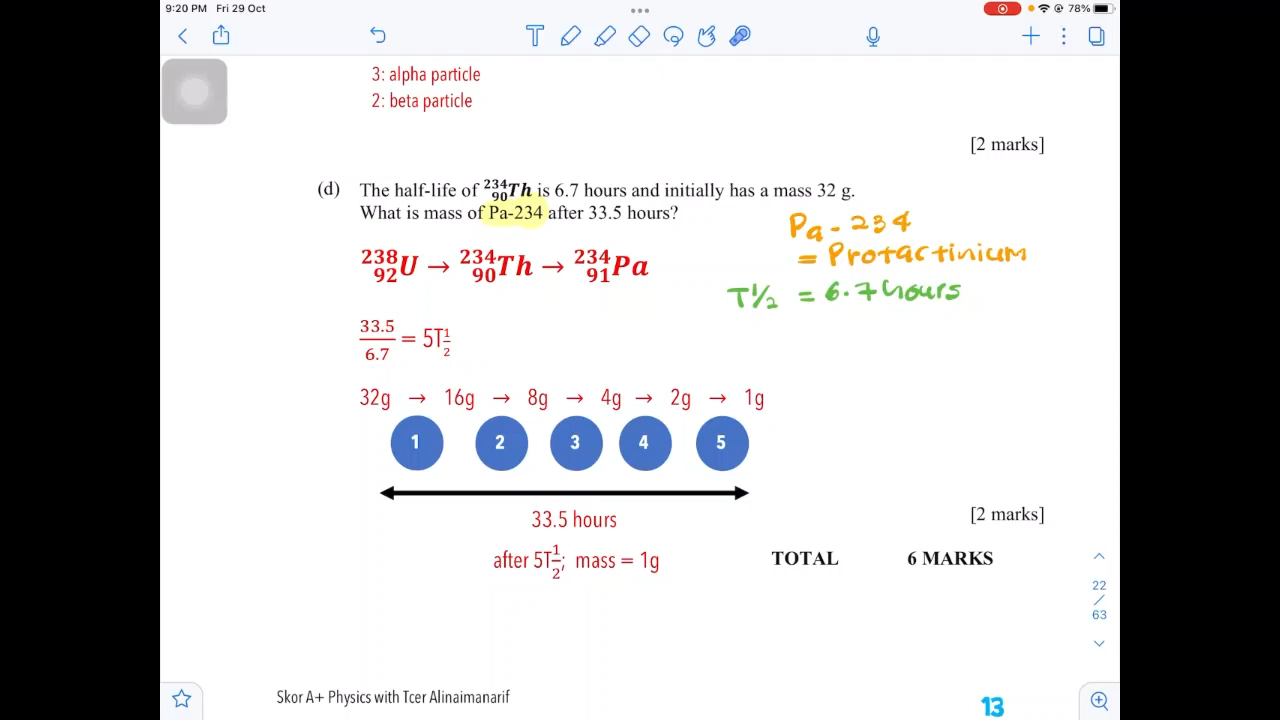 9:20 PM Fri 29 Oct
78%
3: alpha particle
2: beta particle
[2 marks]
(d) The half-life of ²³⁴₉₀Th is 6.7 hours and initially has a mass 32 g.
What is mass of Pa-234 after 33.5 hours?
Pa - 234
= Protactinium
²³⁸₉₂U → ²³⁴₉₀Th → ²³⁴₉₁Pa
T½ = 6.7 hours
33.5/6.7 = 5T½
32g → 16g → 8g → 4g → 2g → 1g
1 2 3 4 5
33.5 hours
[2 marks]
after 5T½; mass = 1g
TOTAL 6 MARKS
22
/
63
Skor A+ Physics with Tcer Alinaimanarif
13